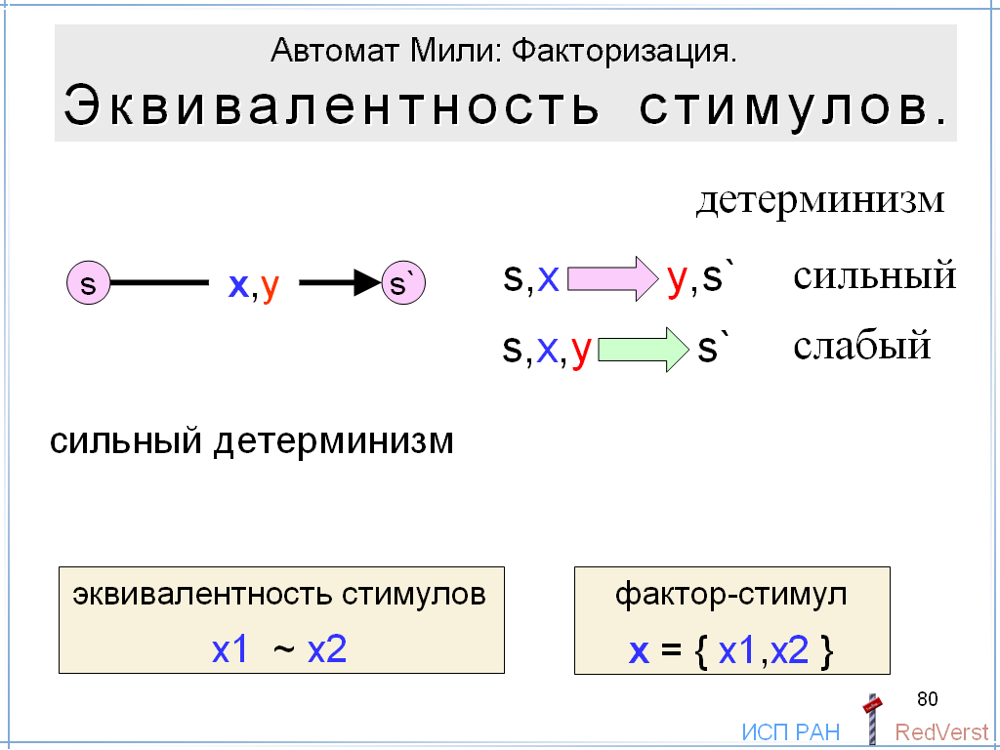 Автомат Мили: Факторизация.
Эквивалентность стимулов.
детерминизм
s x,y s`
s,x y,s` сильный
s,x,y s` слабый
сильный детерминизм
эквивалентность стимулов
x1 ~ x2
фактор-стимул
x = { x1,x2 }
80
ИСП РАН RedVerst